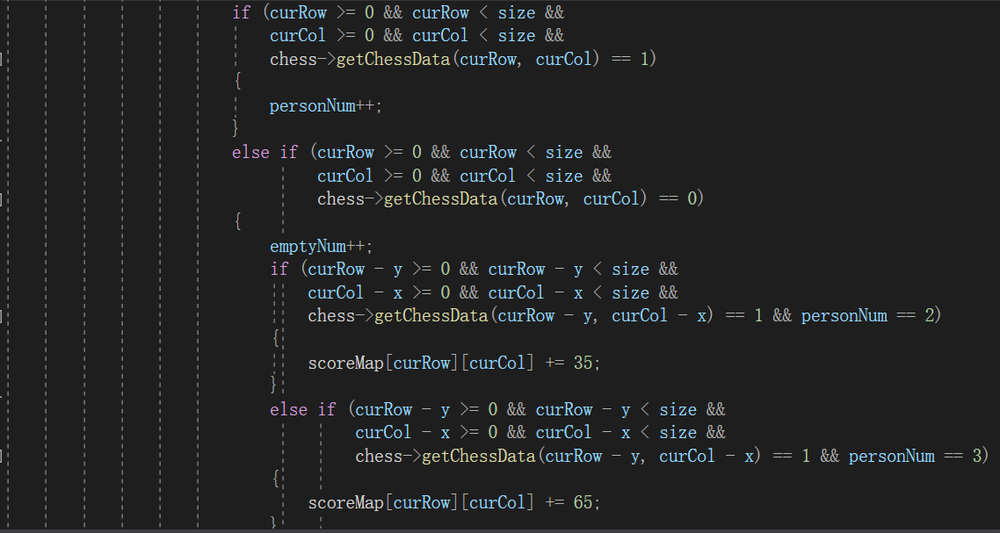 if (curRow >= 0 && curRow < size &&
curCol >= 0 && curCol < size &&
chess->getChessData(curRow, curCol) == 1)
{
personNum++;
}
else if (curRow >= 0 && curRow < size &&
curCol >= 0 && curCol < size &&
chess->getChessData(curRow, curCol) == 0)
{
emptyNum++;
if (curRow - y >= 0 && curRow - y < size &&
curCol - x >= 0 && curCol - x < size &&
chess->getChessData(curRow - y, curCol - x) == 1 && personNum == 2)
{
scoreMap[curRow][curCol] += 35;
}
else if (curRow - y >= 0 && curRow - y < size &&
curCol - x >= 0 && curCol - x < size &&
chess->getChessData(curRow - y, curCol - x) == 1 && personNum == 3)
{
scoreMap[curRow][curCol] += 65;
}